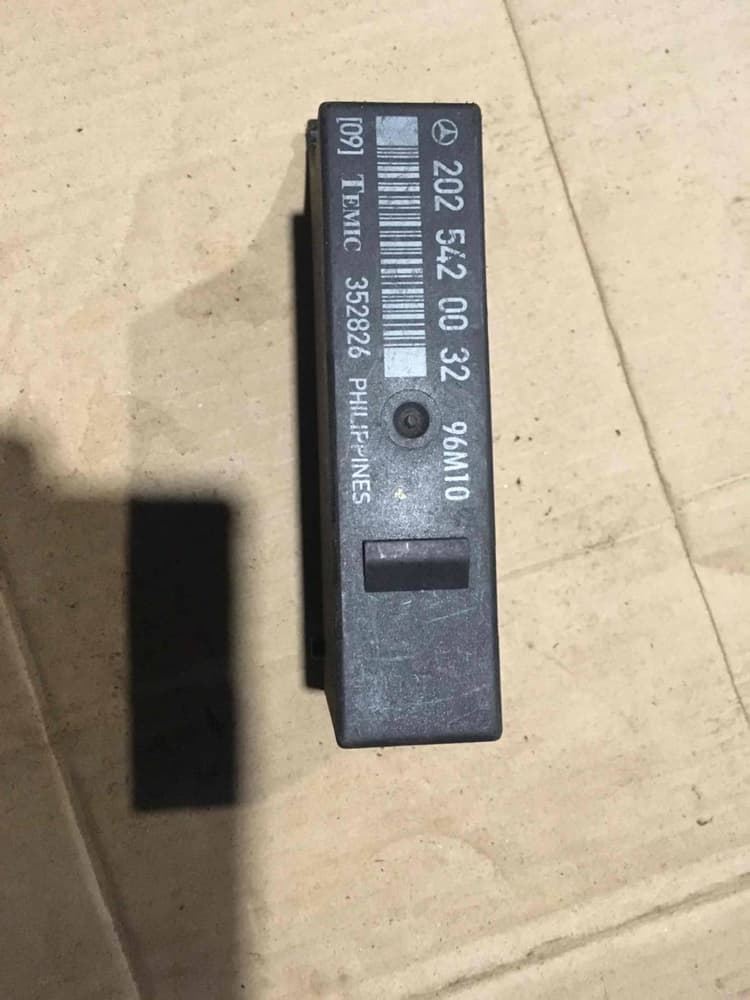 202 542 00 32 96M10
[09] TEMIC 352826 PHILIPPINES